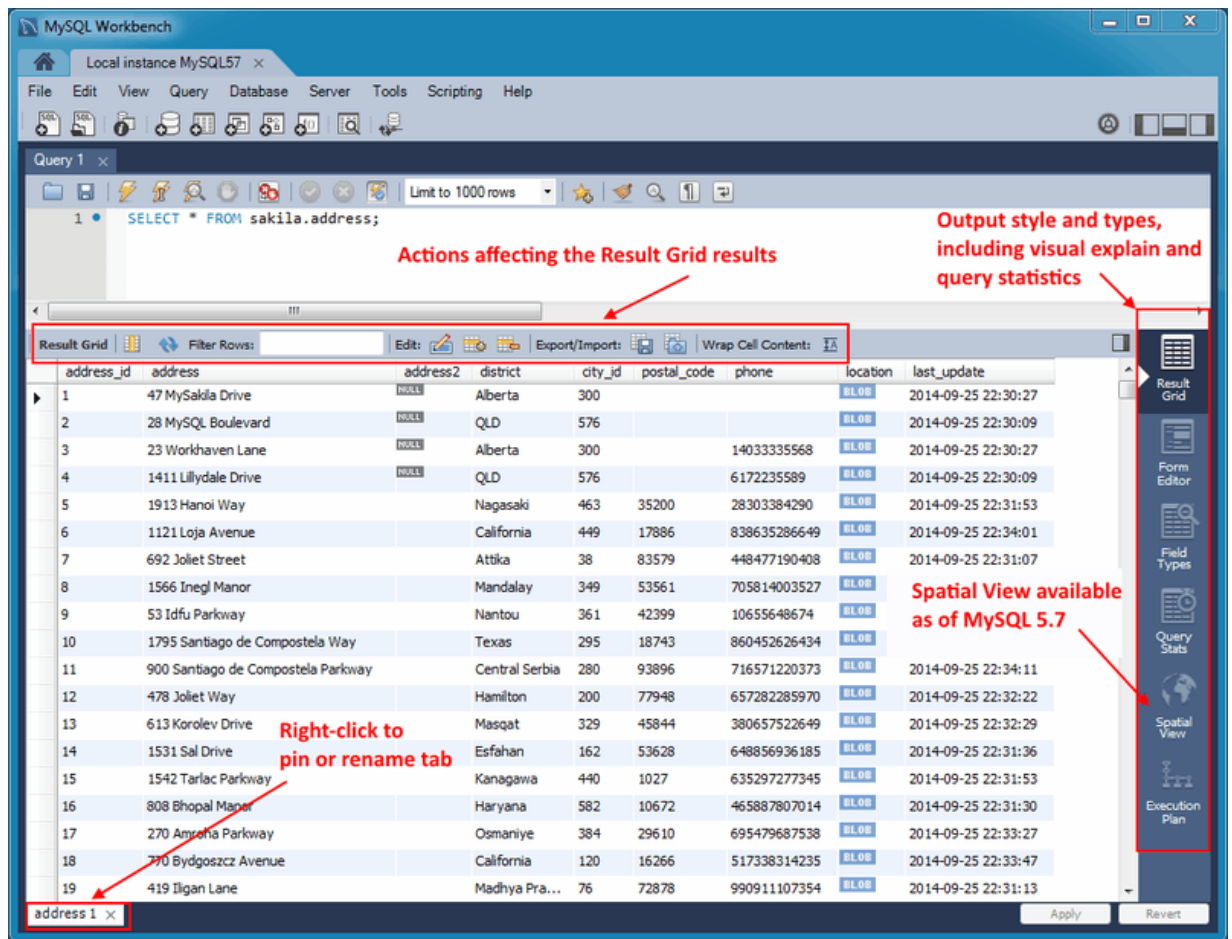 MySQL Workbench
Local instance MySQL57
File Edit View Query Database Server Tools Scripting Help
Query 1
Limit to 1000 rows
1 SELECT * FROM sakila.address;
Actions affecting the Result Grid results
Output style and types,
including visual explain and
query statistics
Result Grid Filter Rows: Edit: Export/Import: Wrap Cell Content:
address_id address address2 district city_id postal_code phone location last_update
1 47 MySakila Drive NULL Alberta 300 BLOB 2014-09-25 22:30:27
2 28 MySQL Boulevard NULL QLD 576 BLOB 2014-09-25 22:30:09
3 23 Workhaven Lane NULL Alberta 300 14033335568 BLOB 2014-09-25 22:30:27
4 1411 Lillydale Drive NULL QLD 576 6172235589 BLOB 2014-09-25 22:30:09
5 1913 Hanoi Way Nagasaki 463 35200 28303384290 BLOB 2014-09-25 22:31:53
6 1121 Loja Avenue California 449 17886 838635286649 BLOB 2014-09-25 22:34:01
7 692 Joliet Street Attika 38 83579 448477190408 BLOB 2014-09-25 22:31:07
8 1566 Inegl Manor Mandalay 349 53561 705814003527 BLOB
9 53 Idfu Parkway Nantou 361 42399 10655648674 BLOB
10 1795 Santiago de Compostela Way Texas 295 18743 860452626434 BLOB
11 900 Santiago de Compostela Parkway Central Serbia 280 93896 716571220373 BLOB 2014-09-25 22:34:11
12 478 Joliet Way Hamilton 200 77948 657282285970 BLOB 2014-09-25 22:32:22
13 613 Korolev Drive Masqat 329 45844 380657522649 BLOB 2014-09-25 22:32:29
14 1531 Sal Drive Esfahan 162 53628 648856936185 BLOB 2014-09-25 22:31:36
15 1542 Tarlac Parkway Kanagawa 440 1027 635297277345 BLOB 2014-09-25 22:31:53
16 808 Bhopal Manor Haryana 582 10672 465887807014 BLOB 2014-09-25 22:31:30
17 270 Amroha Parkway Osmaniye 384 29610 695479687538 BLOB 2014-09-25 22:33:27
18 770 Bydgoszcz Avenue California 120 16266 517338314235 BLOB 2014-09-25 22:33:47
19 419 Iligan Lane Madhya Pra... 76 72878 990911107354 BLOB 2014-09-25 22:31:13
Spatial View available
as of MySQL 5.7
Right-click to
pin or rename tab
Result
Grid
Form
Editor
Field
Types
Query
Stats
Spatial
View
Execution
Plan
address 1
Apply Revert